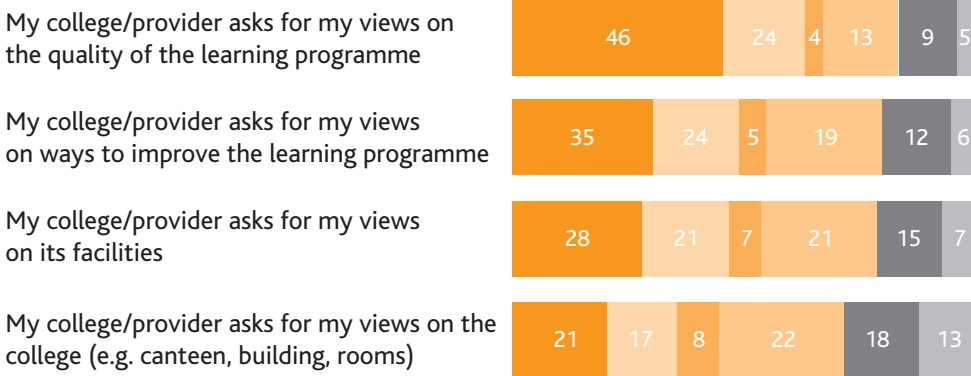 My college/provider asks for my views on
the quality of the learning programme
46 24 4 13 9 5
My college/provider asks for my views
on ways to improve the learning programme
35 24 5 19 12 6
My college/provider asks for my views
on its facilities
28 21 7 21 15 7
My college/provider asks for my views on the
college (e.g. canteen, building, rooms)
21 17 8 22 18 13